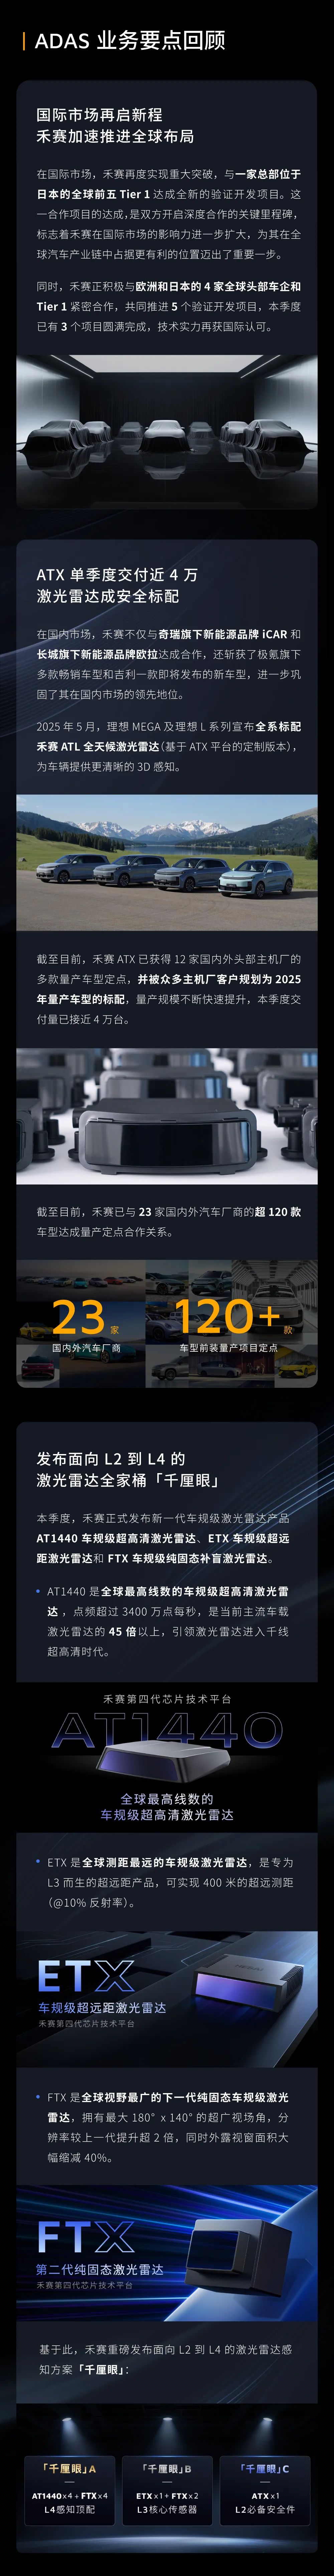 ADAS 业务要点回顾
国际市场再启新程
禾赛加速推进全球布局
在国际市场，禾赛再度实现重大突破，与一家总部位于
日本的全球前五 Tier 1 达成全新的验证开发项目。这
一合作项目的达成,是双方开启深度合作的关键里程碑，
标志着禾赛在国际市场的影响力进一步扩大，为其在全
球汽车产业链中占据更有利的位置迈出了重要一步。
同时，禾赛正积极与欧洲和日本的 4 家全球头部车企和
Tier 1 紧密合作，共同推进 5 个验证开发项目，本季度
已有 3 个项目圆满完成，技术实力再获国际认可。
ATX 单季度交付近 4 万
激光雷达成安全标配
在国内市场，禾赛不仅与奇瑞旗下新能源品牌 iCAR 和
长城旗下新能源品牌欧拉达成合作，还斩获了极氪旗下
多款畅销车型和吉利一款即将发布的新车型，进一步巩
固了其在国内市场的领先地位。
2025 年 5 月，理想 MEGA 及理想 L 系列宣布全系标配
禾赛 ATL 全天候激光雷达（基于 ATX 平台的定制版本），
为车辆提供更清晰的 3D 感知。
截至目前，禾赛 ATX 已获得 12 家国内外头部主机厂的
多款量产车型定点，并被众多主机厂客户规划为 2025
年量产车型的标配，量产规模不断快速提升，本季度交
付量已接近 4 万台。
截至目前，禾赛已与 23 家国内外汽车厂商的超 120 款
车型达成量产定点合作关系。
23 家
国内外汽车厂商
120+ 款
车型前装量产项目定点
发布面向 L2 到 L4 的
激光雷达全家桶「千厘眼」
本季度，禾赛正式发布新一代车规级激光雷达产品
AT1440 车规级超高清激光雷达、ETX 车规级超远
距激光雷达和 FTX 车规级纯固态补盲激光雷达。
AT1440 是全球最高线数的车规级超高清激光雷
达 ，点频超过 3400 万点每秒，是当前主流车载
激光雷达的 45 倍以上，引领激光雷达进入千线
超高清时代。
禾赛第四代芯片技术平台
AT1440
全球最高线数的
车规级超高清激光雷达
ETX 是全球测距最远的车规级激光雷达，是专为
L3 而生的超远距产品，可实现 400 米的超远测距
（@10% 反射率）。
ETX
车规级超远距激光雷达
禾赛第四代芯片技术平台
FTX 是全球视野最广的下一代纯固态车规级激光
雷达，拥有最大 180° x 140° 的超广视场角，分
辨率较上一代提升超 2 倍，同时外露视窗面积大
幅缩减 40%。
FTX
第二代纯固态激光雷达
禾赛第四代芯片技术平台
基于此，禾赛重磅发布面向 L2 到 L4 的激光雷达感
知方案「千厘眼」：
「千厘眼」A
AT1440x4 + FTXx4
L4感知顶配
「千厘眼」B
ETXx1 + FTXx2
L3核心传感器
「千厘眼」C
ATXx1
L2必备安全件